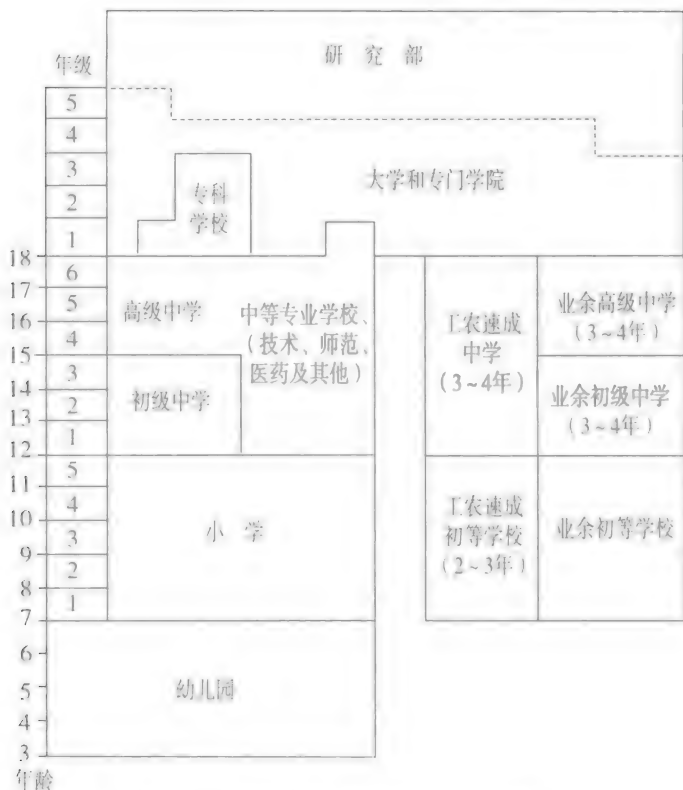 研 究 部
年级
5
4
3
2
1
大学和专门学院
专科
学校
18
17
16
15
14
13
12
6
5
4
3
2
1
高级中学
初级中学
中等专业学校、
（技术、师范、
医药及其他）
工农速成
中学
（3~4年）
业余高级中学
（3~4年）
业余初级中学
（3~4年）
11
10
9
8
7
5
4
3
2
1
小 学
工农速成
初等学校
（2~3年）
业余初等学校
6
5
4
3
幼儿园
年龄